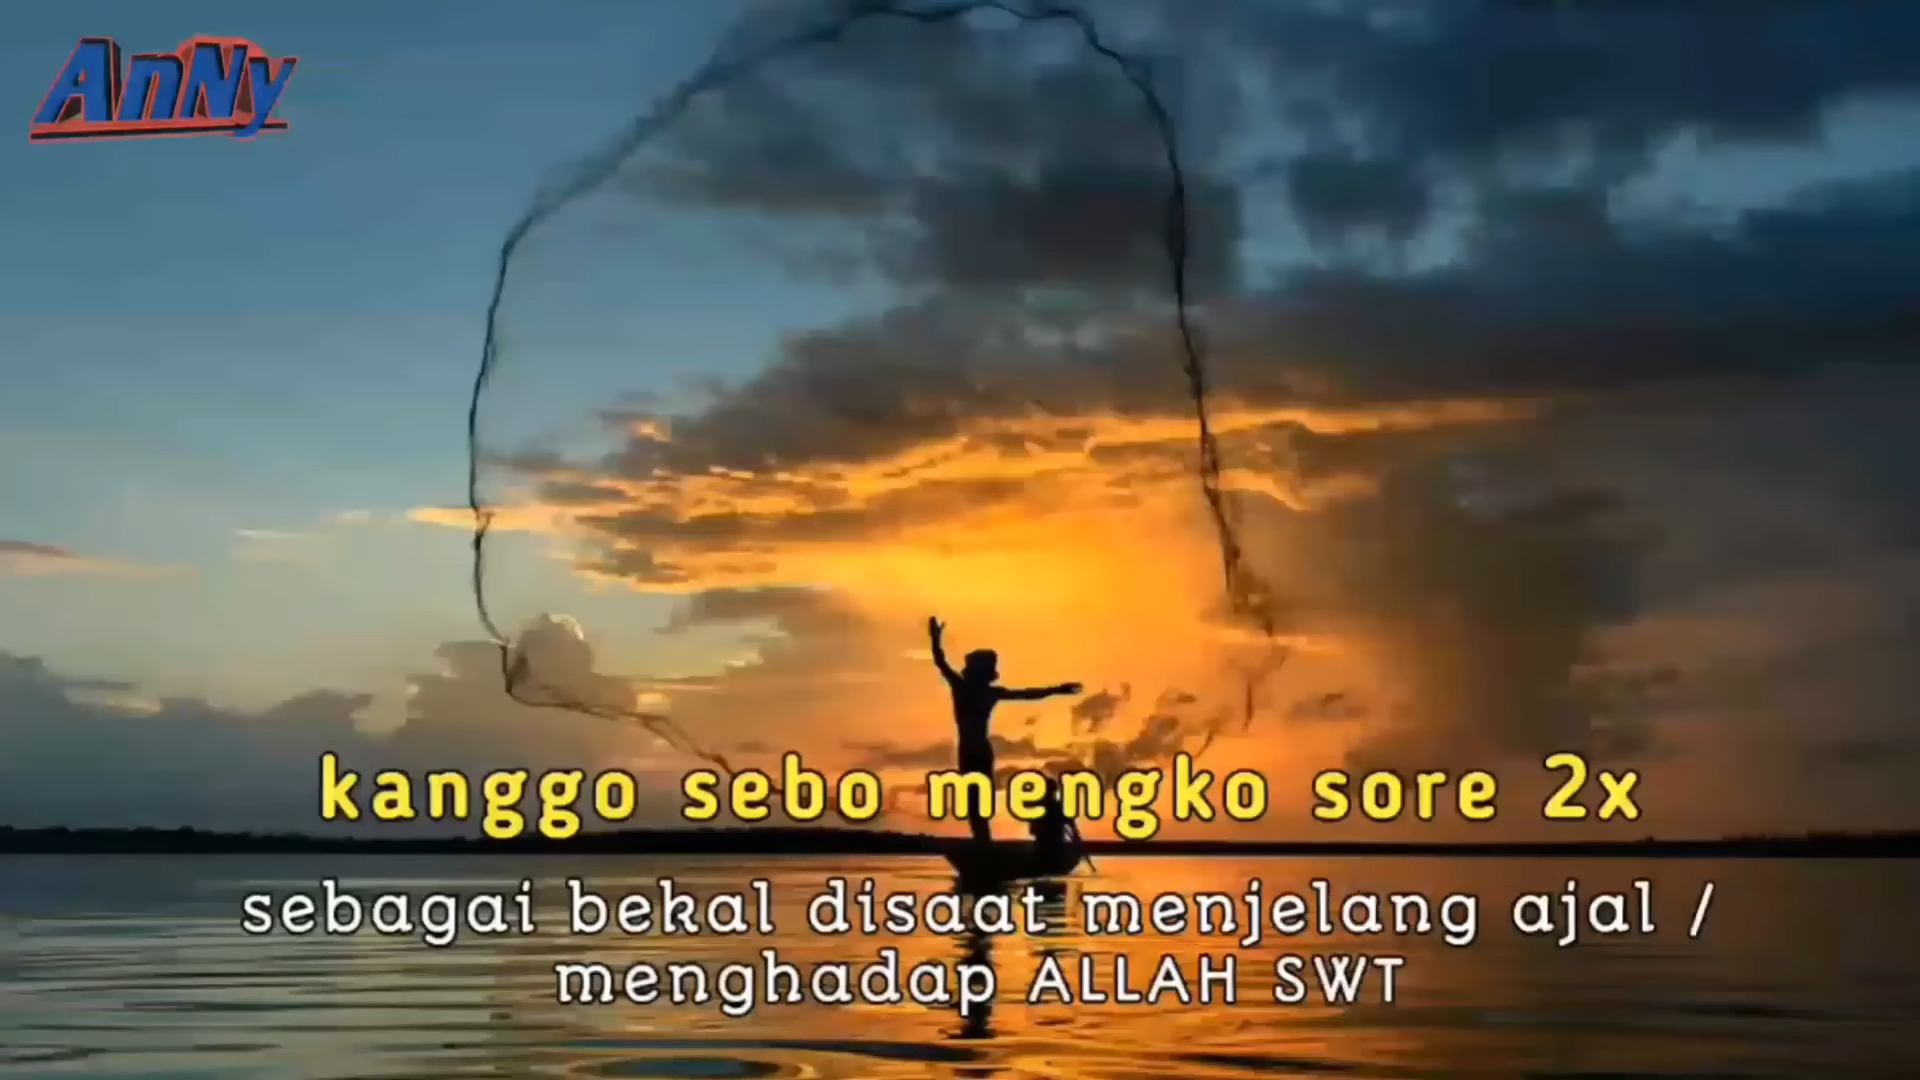 AnNy
kanggo sebo mengko sore 2x
sebagai bekal disaat menjelang ajal /
menghadap ALLAH SWT